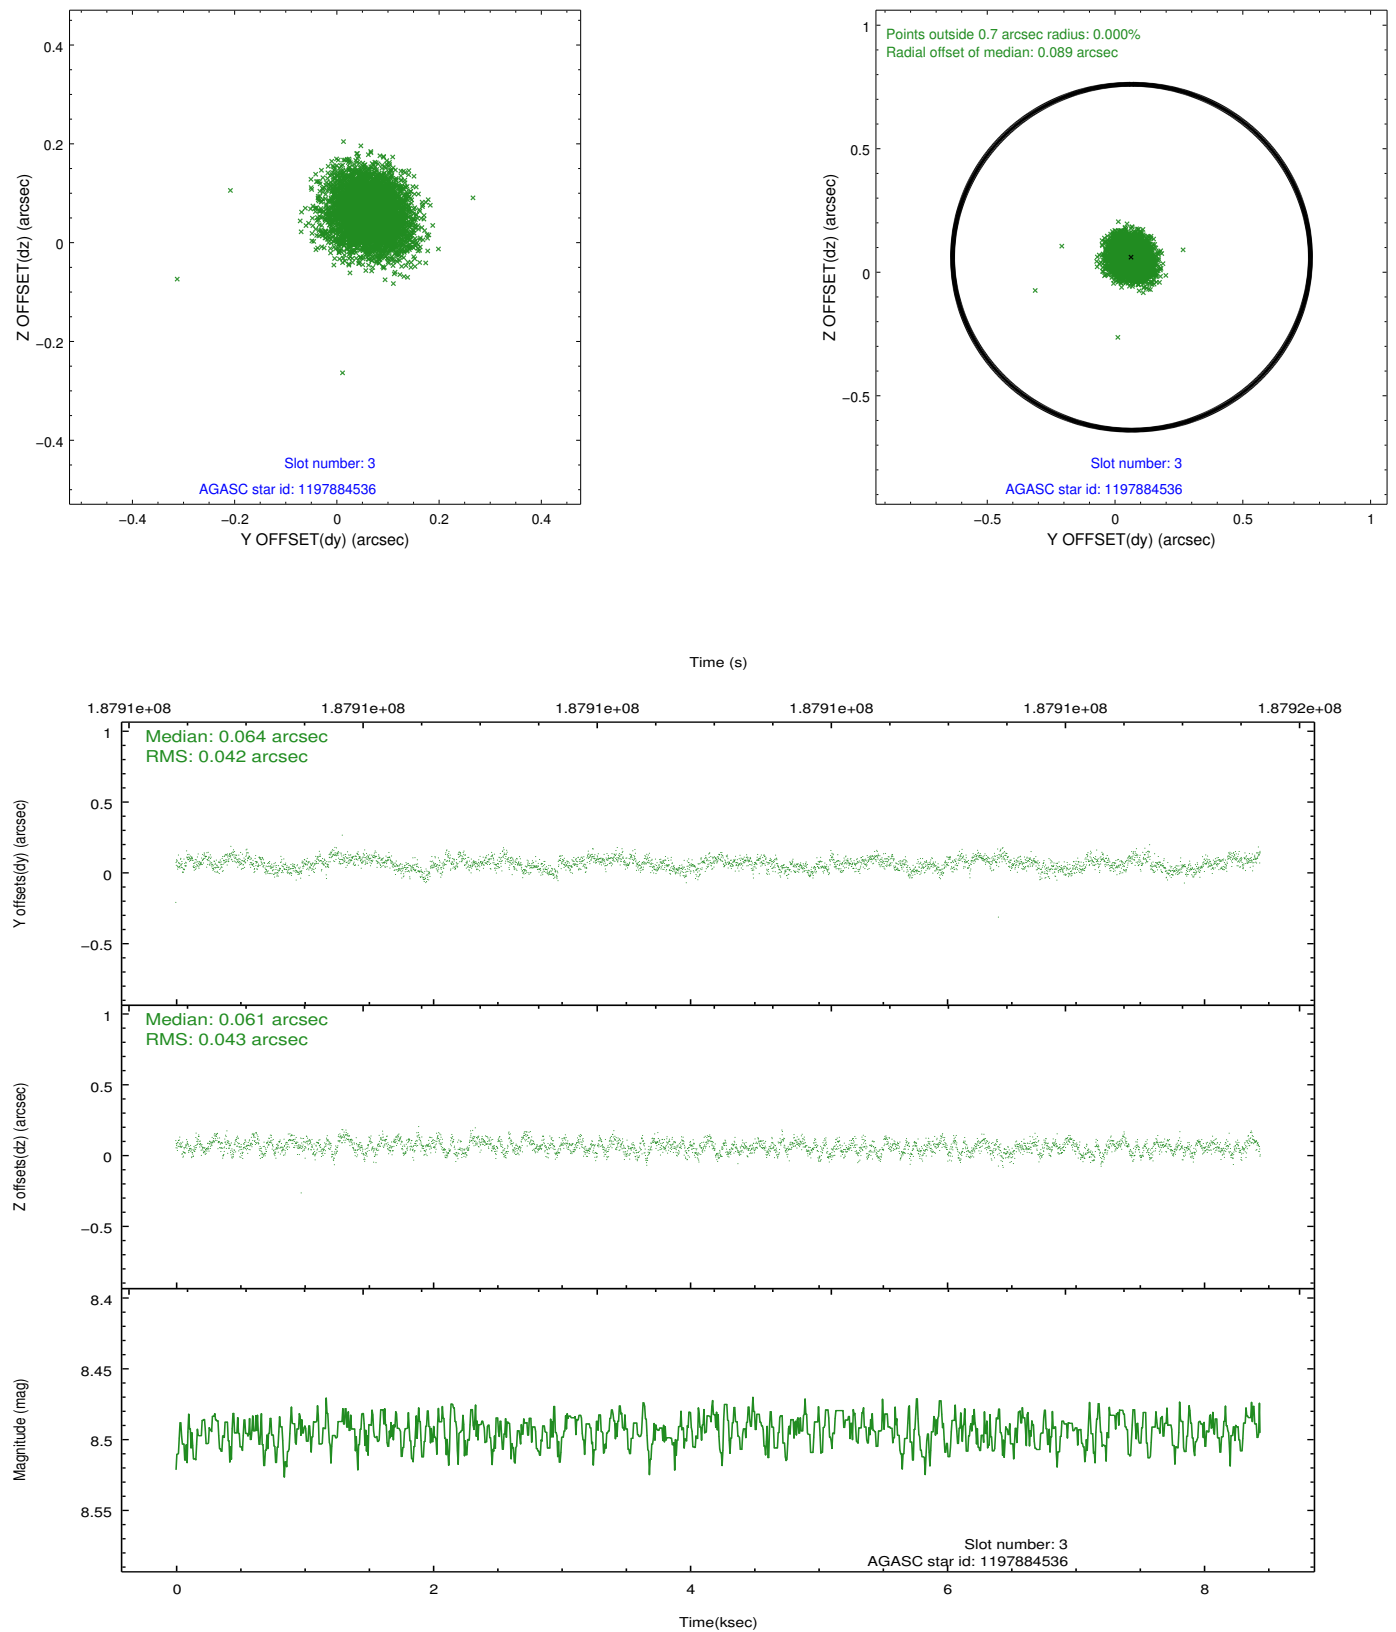 0.4
0.2
0
−0.2
−0.4
Z OFFSET(dz) (arcsec)
Slot number: 3
AGASC star id: 1197884536
−0.4 −0.2 0 0.2 0.4
Y OFFSET(dy) (arcsec)
Points outside 0.7 arcsec radius: 0.000%
Radial offset of median: 0.089 arcsec
1
0.5
0
−0.5
Z OFFSET(dz) (arcsec)
Slot number: 3
AGASC star id: 1197884536
−0.5 0 0.5 1
Y OFFSET(dy) (arcsec)
Time (s)
1.8791e+08 1.8791e+08 1.8791e+08 1.8791e+08 1.8791e+08 1.8792e+08
Median: 0.064 arcsec
RMS: 0.042 arcsec
1
0.5
0
−0.5
Y offsets(dy) (arcsec)
Median: 0.061 arcsec
RMS: 0.043 arcsec
1
0.5
0
−0.5
Z offsets(dz) (arcsec)
8.4
8.45
8.5
8.55
Magnitude (mag)
Slot number: 3
AGASC star id: 1197884536
0 2 4 6 8
Time(ksec)